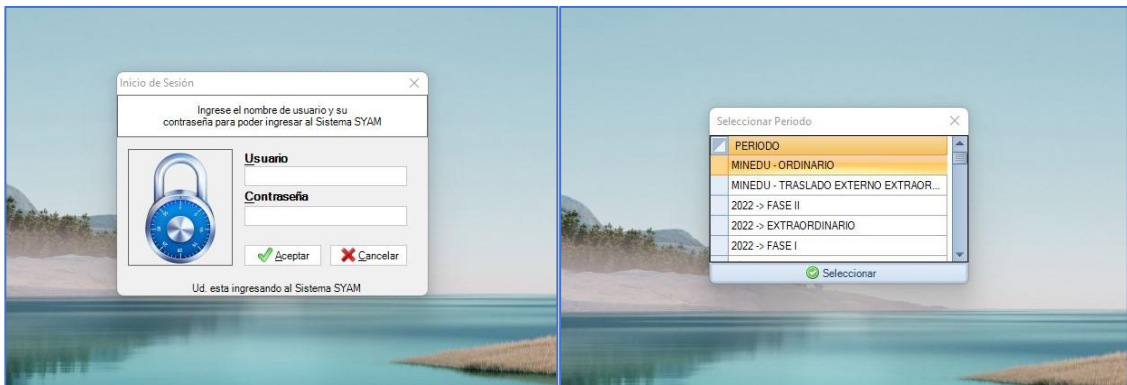 Inicio de Sesión
Ingrese el nombre de usuario y su
contraseña para poder ingresar al Sistema SYAM
Usuario
Contraseña
Aceptar
Cancelar
Ud. esta ingresando al Sistema SYAM
Seleccionar Periodo
PERIODO
MINEDU - ORDINARIO
MINEDU - TRASLADO EXTERNO EXTRAOR...
2022 -> FASE II
2022 -> EXTRAORDINARIO
2022 -> FASE I
Seleccionar